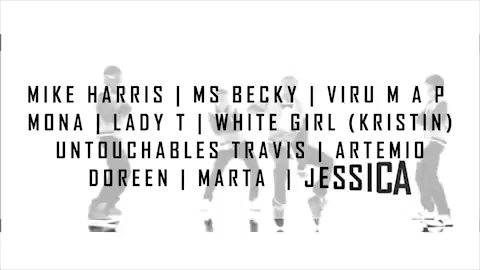 MIKE HARRIS | MS BECKY | VIRU M A P
MONA | LADY T | WHITE GIRL (KRISTIN)
UNTOUCHABLES TRAVIS | ARTEMIO
DOREEN | MARTA | JESSICA